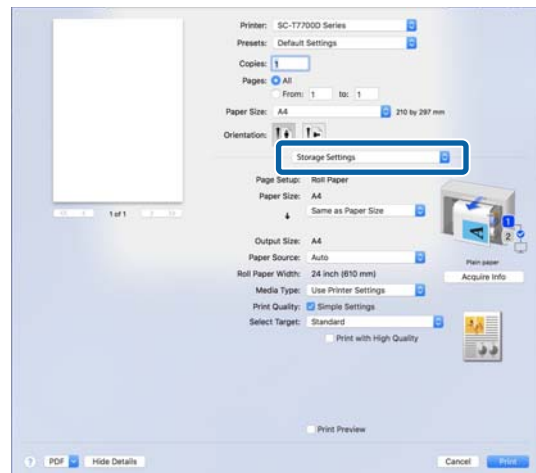 Printer: SC-T7700D Series
Presets: Default Settings
Copies: 1
Pages: All
From: 1 to: 1
Paper Size: A4 210 by 297 mm
Orientation:
Storage Settings
Page Setup: Roll Paper
Paper Size: A4
Same as Paper Size
1 of 1
Output Size: A4
1
2
Paper Source: Auto
Plain paper
Roll Paper Width: 24 inch (610 mm)
Acquire Info
Media Type: Use Printer Settings
Print Quality: Simple Settings
Select Target: Standard
Print with High Quality
Print Preview
? PDF Hide Details Cancel Print